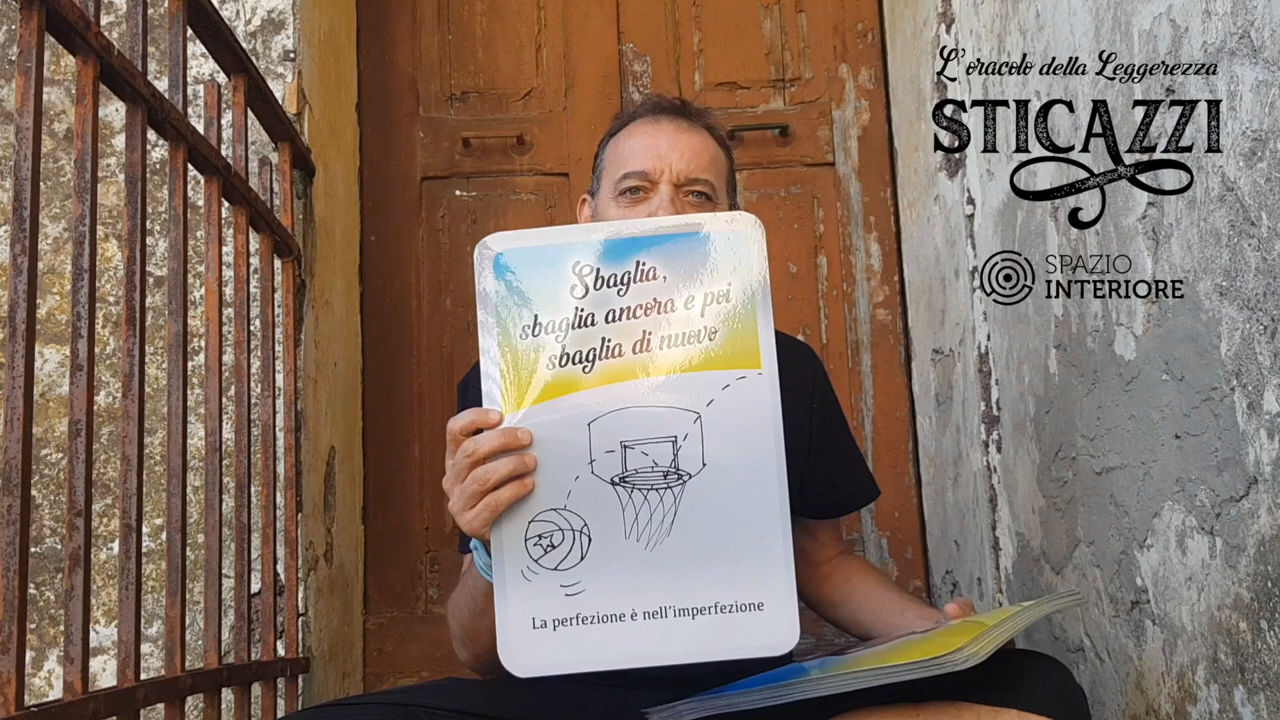 L'oracolo della Leggerezza
STICAZZI
SPAZIO
INTERIORE
Sbaglia,
sbaglia ancora e poi
sbaglia di nuovo
La perfezione è nell'imperfezione